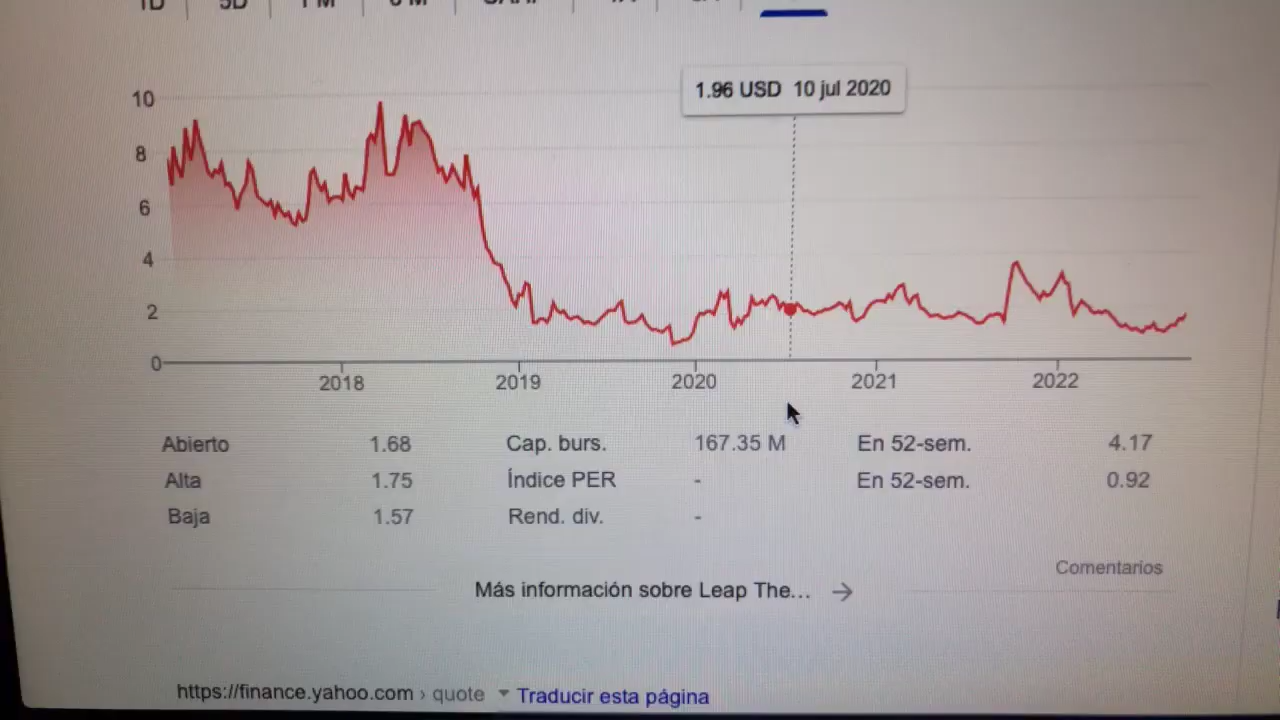 1.96 USD 10 jul 2020
10
8
6
4
2
0
2018 2019 2020 2021 2022
Abierto 1.68 Cap. burs. 167.35 M En 52-sem. 4.17
Alta 1.75 Índice PER - En 52-sem. 0.92
Baja 1.57 Rend. div. -
Comentarios
Más información sobre Leap The... →
https://finance.yahoo.com › quote Traducir esta página